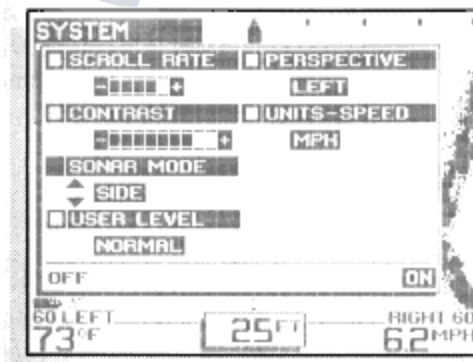 SYSTEM
SCROLL RATE
- +
PERSPECTIVE
LEFT
CONTRAST
- +
UNITS-SPEED
MPH
SONAR MODE
SIDE
USER LEVEL
NORMAL
OFF ON
60 LEFT RIGHT 60
73°F 25FT 6.2MPH